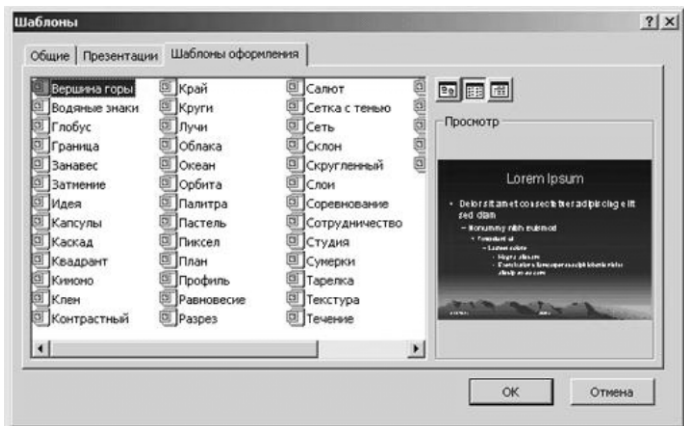 Шаблоны
Общие
Презентации
Шаблоны оформления
Вершина горы
Водяные знаки
Глобус
Граница
Занавес
Затмение
Идея
Капсулы
Каскад
Квадрант
Кимоно
Клен
Контрастный
Край
Круги
Лучи
Облака
Океан
Орбита
Палитра
Пастель
Пиксел
План
Профиль
Равновесие
Разрез
Салют
Сетка с тенью
Сеть
Склон
Скругленный
Слои
Соревнование
Сотрудничество
Студия
Сумерки
Тарелка
Текстура
Течение
Просмотр
Lorem Ipsum
sed diam
OK
Отмена